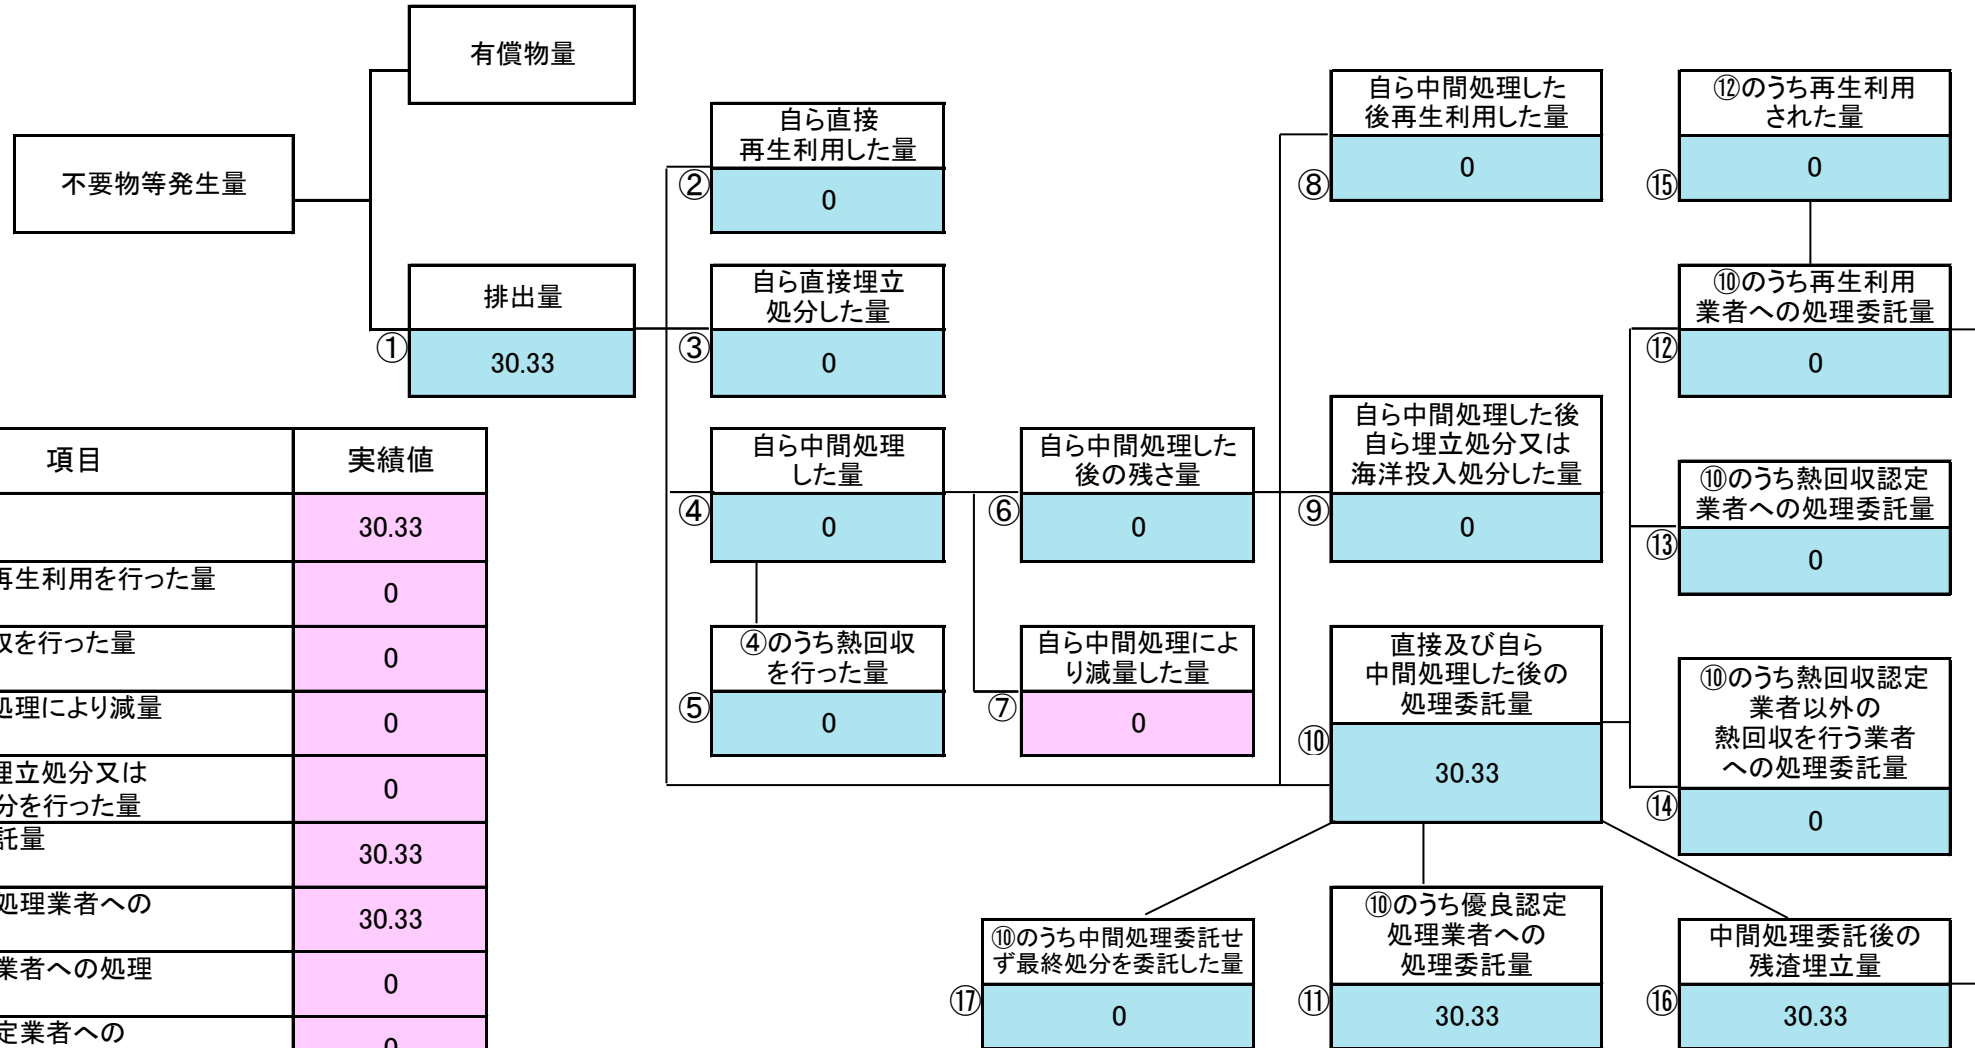 有償物量
不要物等発生量
排出量
①
30.33
自ら直接
再生利用した量
②
0
自ら直接埋立
処分した量
③
0
自ら中間処理
した量
④
0
④のうち熱回収
を行った量
⑤
0
自ら中間処理した
後の残さ量
⑥
0
自ら中間処理によ
り減量した量
⑦
0
自ら中間処理した
後再生利用した量
⑧
0
自ら中間処理した後
自ら埋立処分又は
海洋投入処分した量
⑨
0
直接及び自ら
中間処理した後の
処理委託量
⑩
30.33
⑫のうち再生利用
された量
⑮
0
⑩のうち再生利用
業者への処理委託量
⑫
0
⑩のうち熱回収認定
業者への処理委託量
⑬
0
⑩のうち熱回収認定
業者以外の
熱回収を行う業者
への処理委託量
⑭
0
⑩のうち中間処理委託せ
ず最終処分を委託した量
⑰
0
⑩のうち優良認定
処理業者への
処理委託量
⑪
30.33
中間処理委託後の
残渣埋立量
⑯
30.33
項目 実績値
30.33
再生利用を行った量
0
収を行った量
0
処理により減量
0
埋立処分又は
分を行った量
0
託量
30.33
処理業者への
30.33
業者への処理
0
定業者への
0